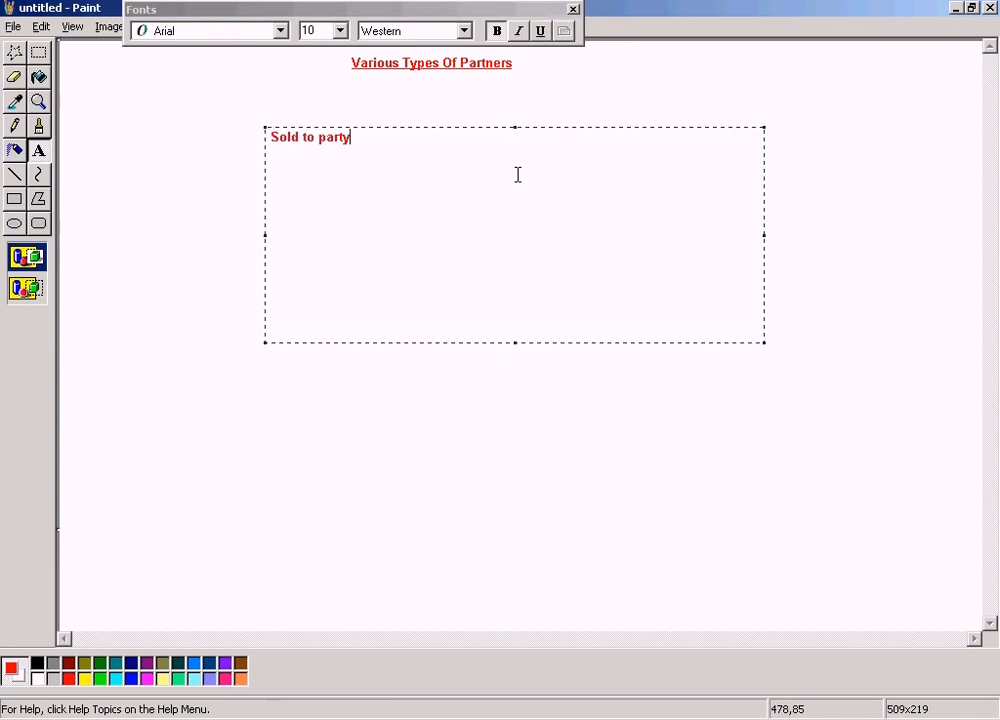 untitled - Paint
Fonts
File Edit View Image
Arial 10 Western B I U
Various Types Of Partners
Sold to party
A
For Help, click Help Topics on the Help Menu.
478,85
509x219